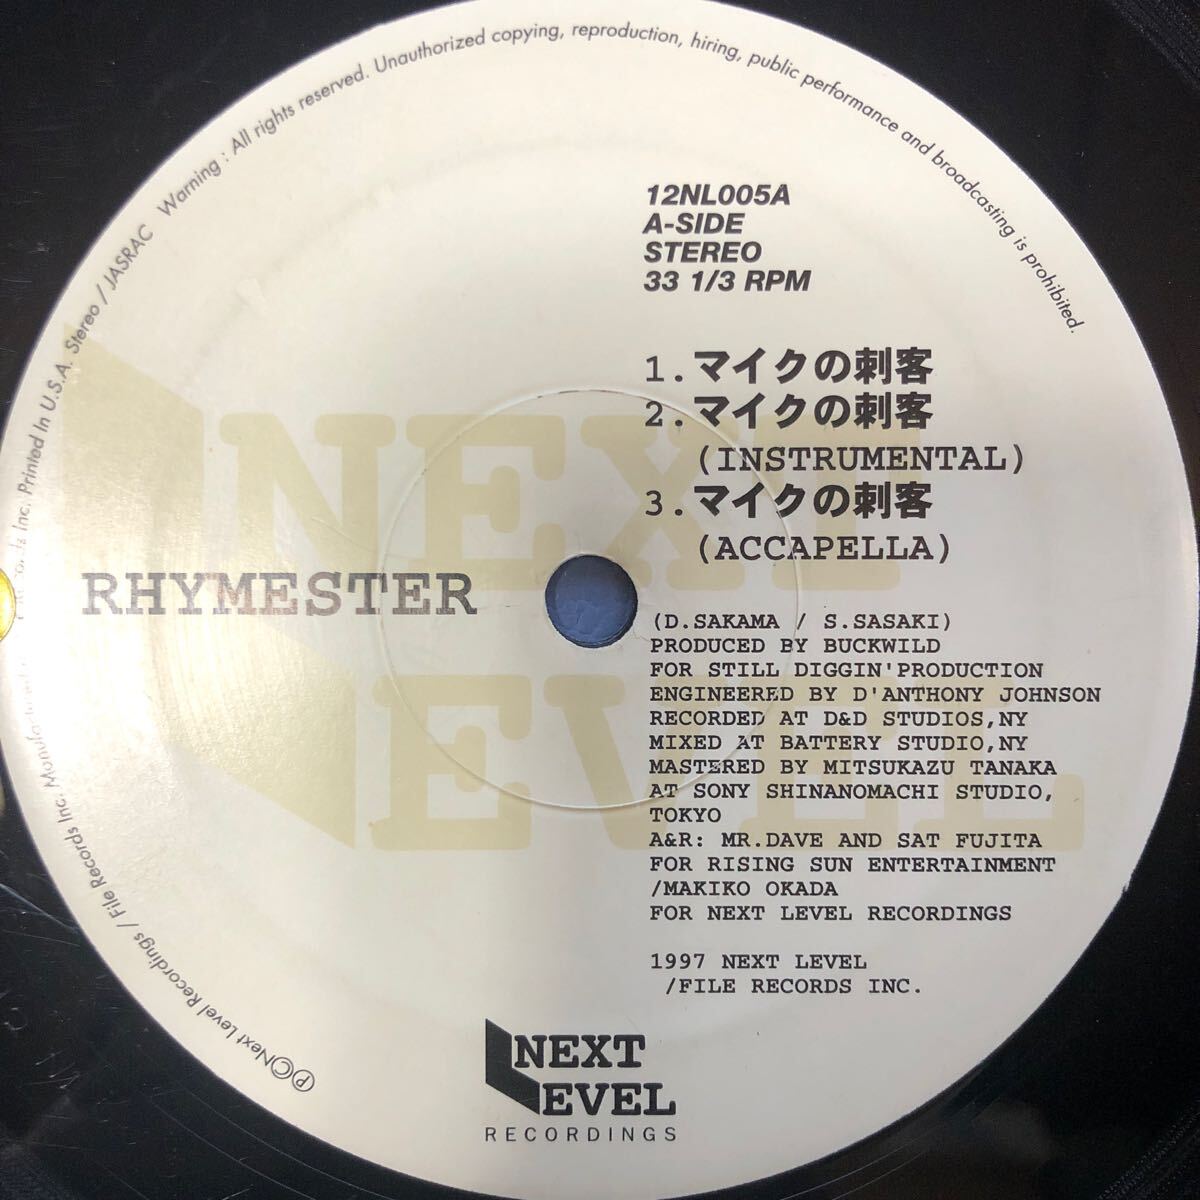 Warning : All rights reserved. Unauthorized copying, reproduction, hiring, public performance and broadcasting is prohibited.
12NL005A
A-SIDE
STEREO
33 1/3 RPM
1.マイクの刺客
2.マイクの刺客
(INSTRUMENTAL)
3.マイクの刺客
(ACCAPELLA)
NEXT
LEVEL
RHYMESTER
(D.SAKAMA / S.SASAKI)
PRODUCED BY BUCKWILD
FOR STILL DIGGIN'PRODUCTION
ENGINEERED BY D'ANTHONY JOHNSON
RECORDED AT D&D STUDIOS,NY
MIXED AT BATTERY STUDIO,NY
MASTERED BY MITSUKAZU TANAKA
AT SONY SHINANOMACHI STUDIO,
TOKYO
A&R: MR.DAVE AND SAT FUJITA
FOR RISING SUN ENTERTAINMENT
/MAKIKO OKADA
FOR NEXT LEVEL RECORDINGS
1997 NEXT LEVEL
/FILE RECORDS INC.
NEXT
LEVEL
RECORDINGS
ⓅⒸNext Level Recordings / File Records Inc. Inc. Printed In U.S.A. Stereo / JASRAC